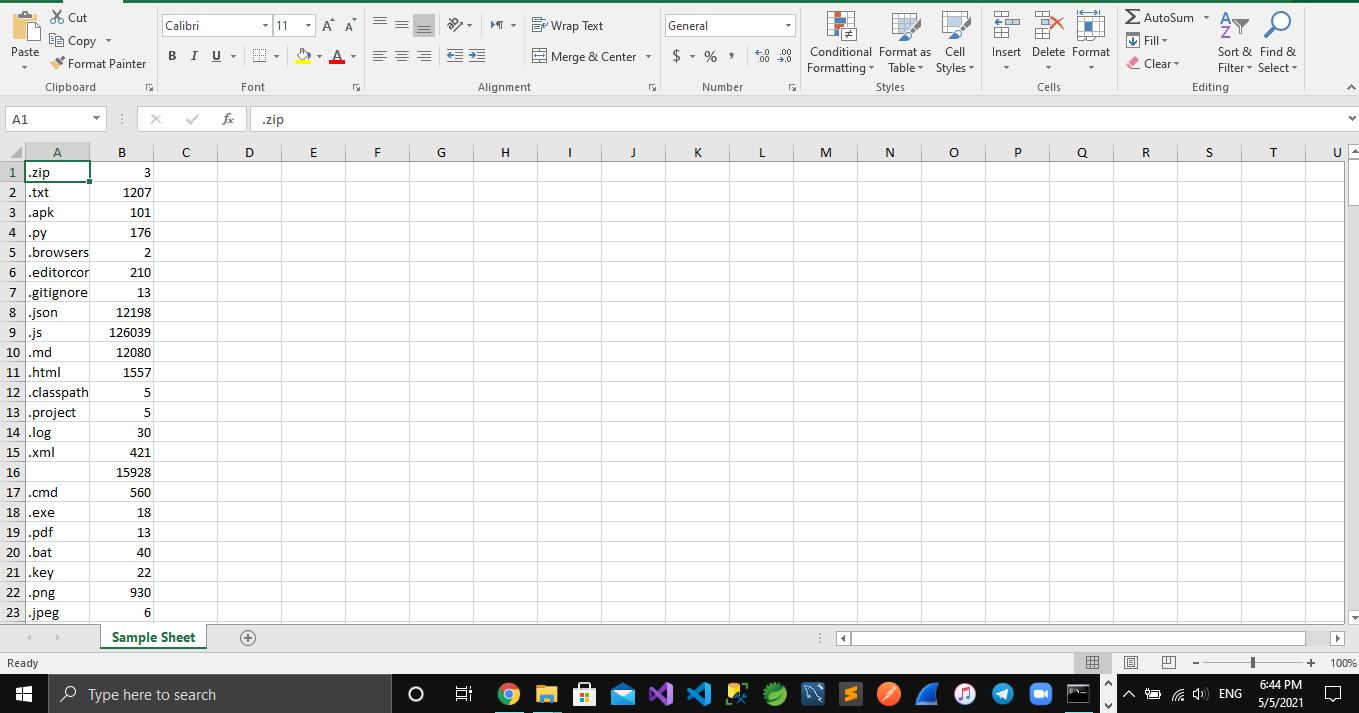 Cut
Copy
Format Painter
Paste
Clipboard
Calibri 11 A A
B I U A
Font
Wrap Text
Merge & Center
Alignment
General
$ % , .0 .00 .00 .0
Number
Conditional Formatting
Format as Table
Cell Styles
Styles
Insert Delete Format
Cells
AutoSum
Fill
Clear
Sort & Filter
Find & Select
Editing
A1 fx .zip
A B C D E F G H I J K L M N O P Q R S T U
1 .zip 3
2 .txt 1207
3 .apk 101
4 .py 176
5 .browsers 2
6 .editorcor 210
7 .gitignore 13
8 .json 12198
9 .js 126039
10 .md 12080
11 .html 1557
12 .classpath 5
13 .project 5
14 .log 30
15 .xml 421
16 15928
17 .cmd 560
18 .exe 18
19 .pdf 13
20 .bat 40
21 .key 22
22 .png 930
23 .jpeg 6
Sample Sheet
Ready 100%
Type here to search
ENG
6:44 PM
5/5/2021